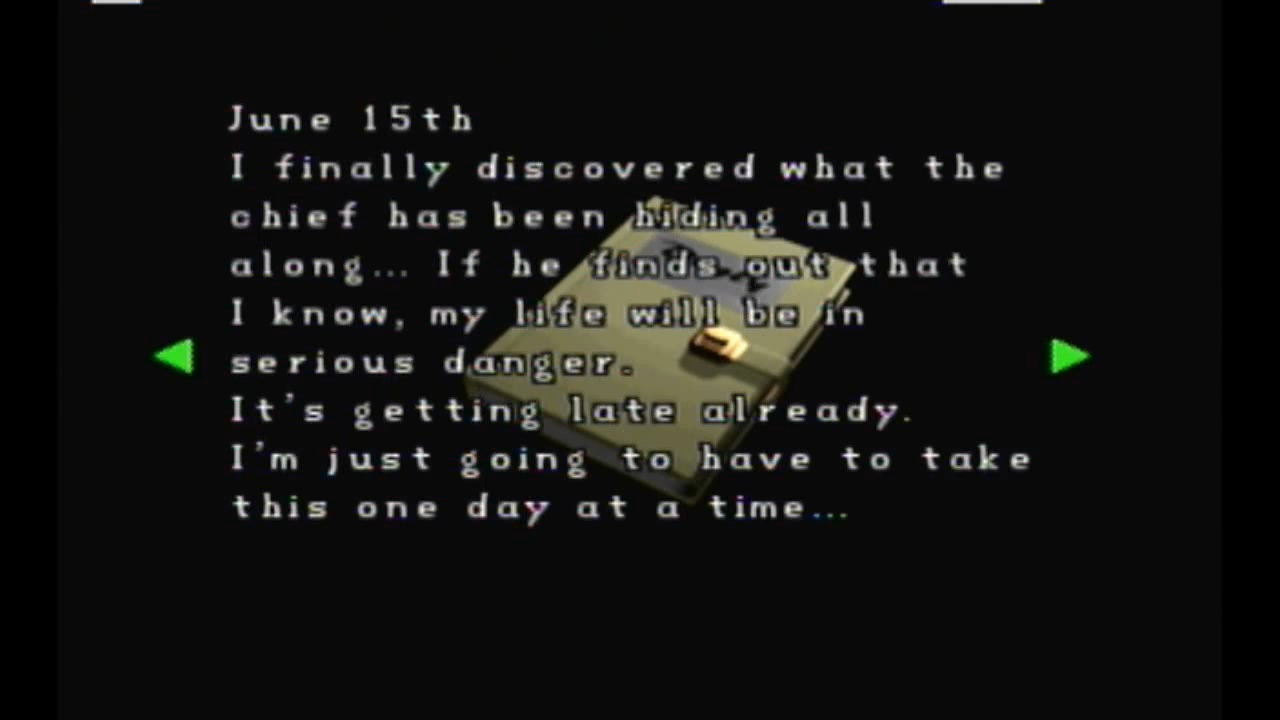 June 15th
I finally discovered what the
chief has been hiding all
along... If he finds out that
I know, my life will be in
serious danger.
It's getting late already.
I'm just going to have to take
this one day at a time...